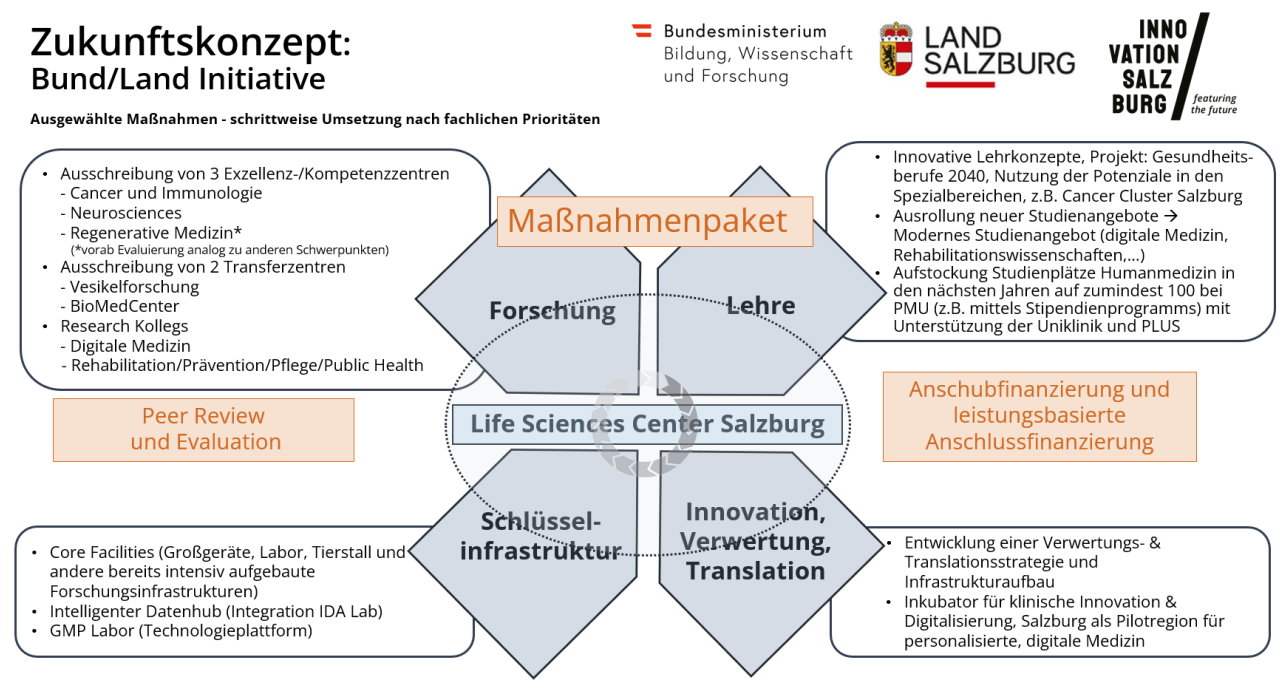 Zukunftskonzept:
Bund/Land Initiative
Ausgewählte Maßnahmen - schrittweise Umsetzung nach fachlichen Prioritäten
Bundesministerium
Bildung, Wissenschaft
und Forschung
LAND
SALZBURG
INNO
VATION
SALZ
BURG
featuring
the future
• Ausschreibung von 3 Exzellenz-/Kompetenzzentren
- Cancer und Immunologie
- Neurosciences
- Regenerative Medizin*
(*vorab Evaluierung analog zu anderen Schwerpunkten)
• Ausschreibung von 2 Transferzentren
- Vesikelforschung
- BioMedCenter
• Research Kollegs
- Digitale Medizin
- Rehabilitation/Prävention/Pflege/Public Health
Maßnahmenpaket
Forschung
Lehre
• Innovative Lehrkonzepte, Projekt: Gesundheits-
berufe 2040, Nutzung der Potenziale in den
Spezialbereichen, z.B. Cancer Cluster Salzburg
• Ausrollung neuer Studienangebote →
Modernes Studienangebot (digitale Medizin,
Rehabilitationswissenschaften,...)
• Aufstockung Studienplätze Humanmedizin in
den nächsten Jahren auf zumindest 100 bei
PMU (z.B. mittels Stipendienprogramms) mit
Unterstützung der Uniklinik und PLUS
Peer Review
und Evaluation
Life Sciences Center Salzburg
Anschubfinanzierung und
leistungsbasierte
Anschlussfinanzierung
Schlüssel-
infrastruktur
Innovation,
Verwertung,
Translation
• Core Facilities (Großgeräte, Labor, Tierstall und
andere bereits intensiv aufgebaute
Forschungsinfrastrukturen)
• Intelligenter Datenhub (Integration IDA Lab)
• GMP Labor (Technologieplattform)
• Entwicklung einer Verwertungs- &
Translationsstrategie und
Infrastrukturaufbau
• Inkubator für klinische Innovation &
Digitalisierung, Salzburg als Pilotregion für
personalisierte, digitale Medizin